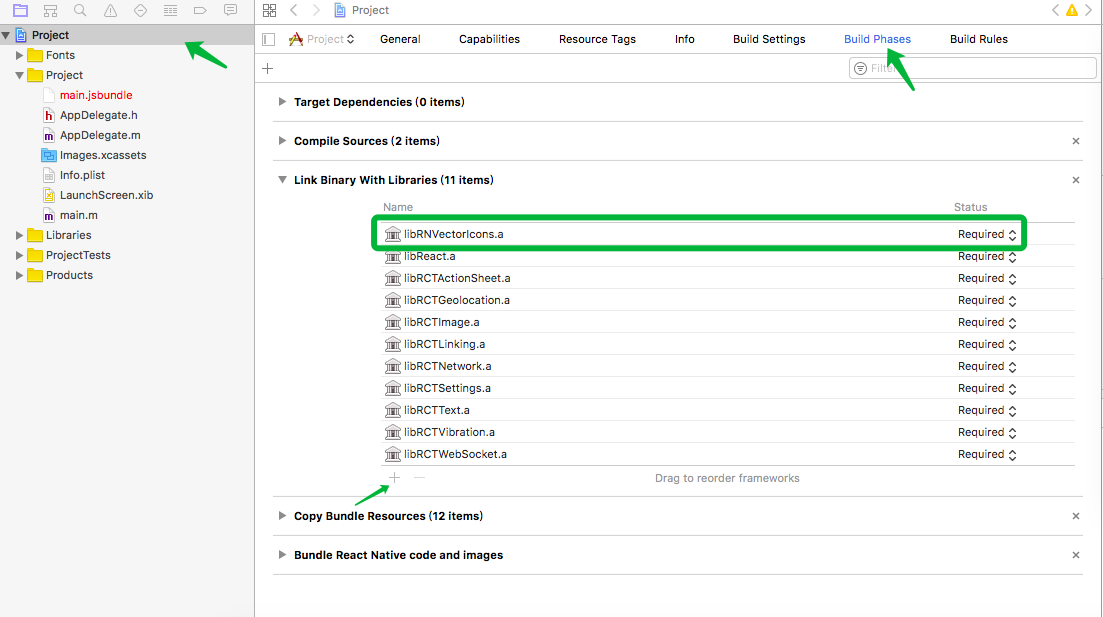 Project
Project
Fonts
Project
main.jsbundle
AppDelegate.h
AppDelegate.m
Images.xcassets
Info.plist
LaunchScreen.xib
main.m
Libraries
ProjectTests
Products
Project General Capabilities Resource Tags Info Build Settings Build Phases Build Rules
Filter
Target Dependencies (0 items)
Compile Sources (2 items)
Link Binary With Libraries (11 items)
Name Status
libRNVectorIcons.a Required
libReact.a Required
libRCTActionSheet.a Required
libRCTGeolocation.a Required
libRCTImage.a Required
libRCTLinking.a Required
libRCTNetwork.a Required
libRCTSettings.a Required
libRCTText.a Required
libRCTVibration.a Required
libRCTWebSocket.a Required
Drag to reorder frameworks
Copy Bundle Resources (12 items)
Bundle React Native code and images